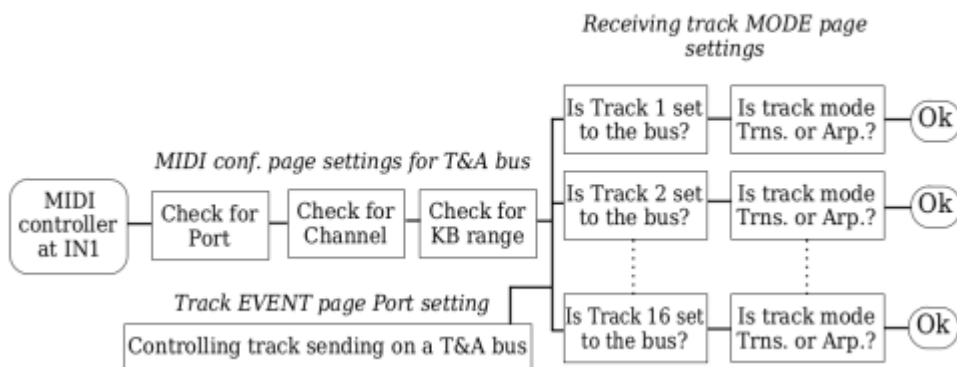 Receiving track MODE page
settings
Is Track 1 set
to the bus?
Is track mode
Trns. or Arp.?
Ok
MIDI conf. page settings for T&A bus
MIDI
controller
at IN1
Check for
Port
Check for
Channel
Check for
KB range
Is Track 2 set
to the bus?
Is track mode
Trns. or Arp.?
Ok
Track EVENT page Port setting
Controlling track sending on a T&A bus
Is Track 16 set
to the bus?
Is track mode
Trns. or Arp.?
Ok